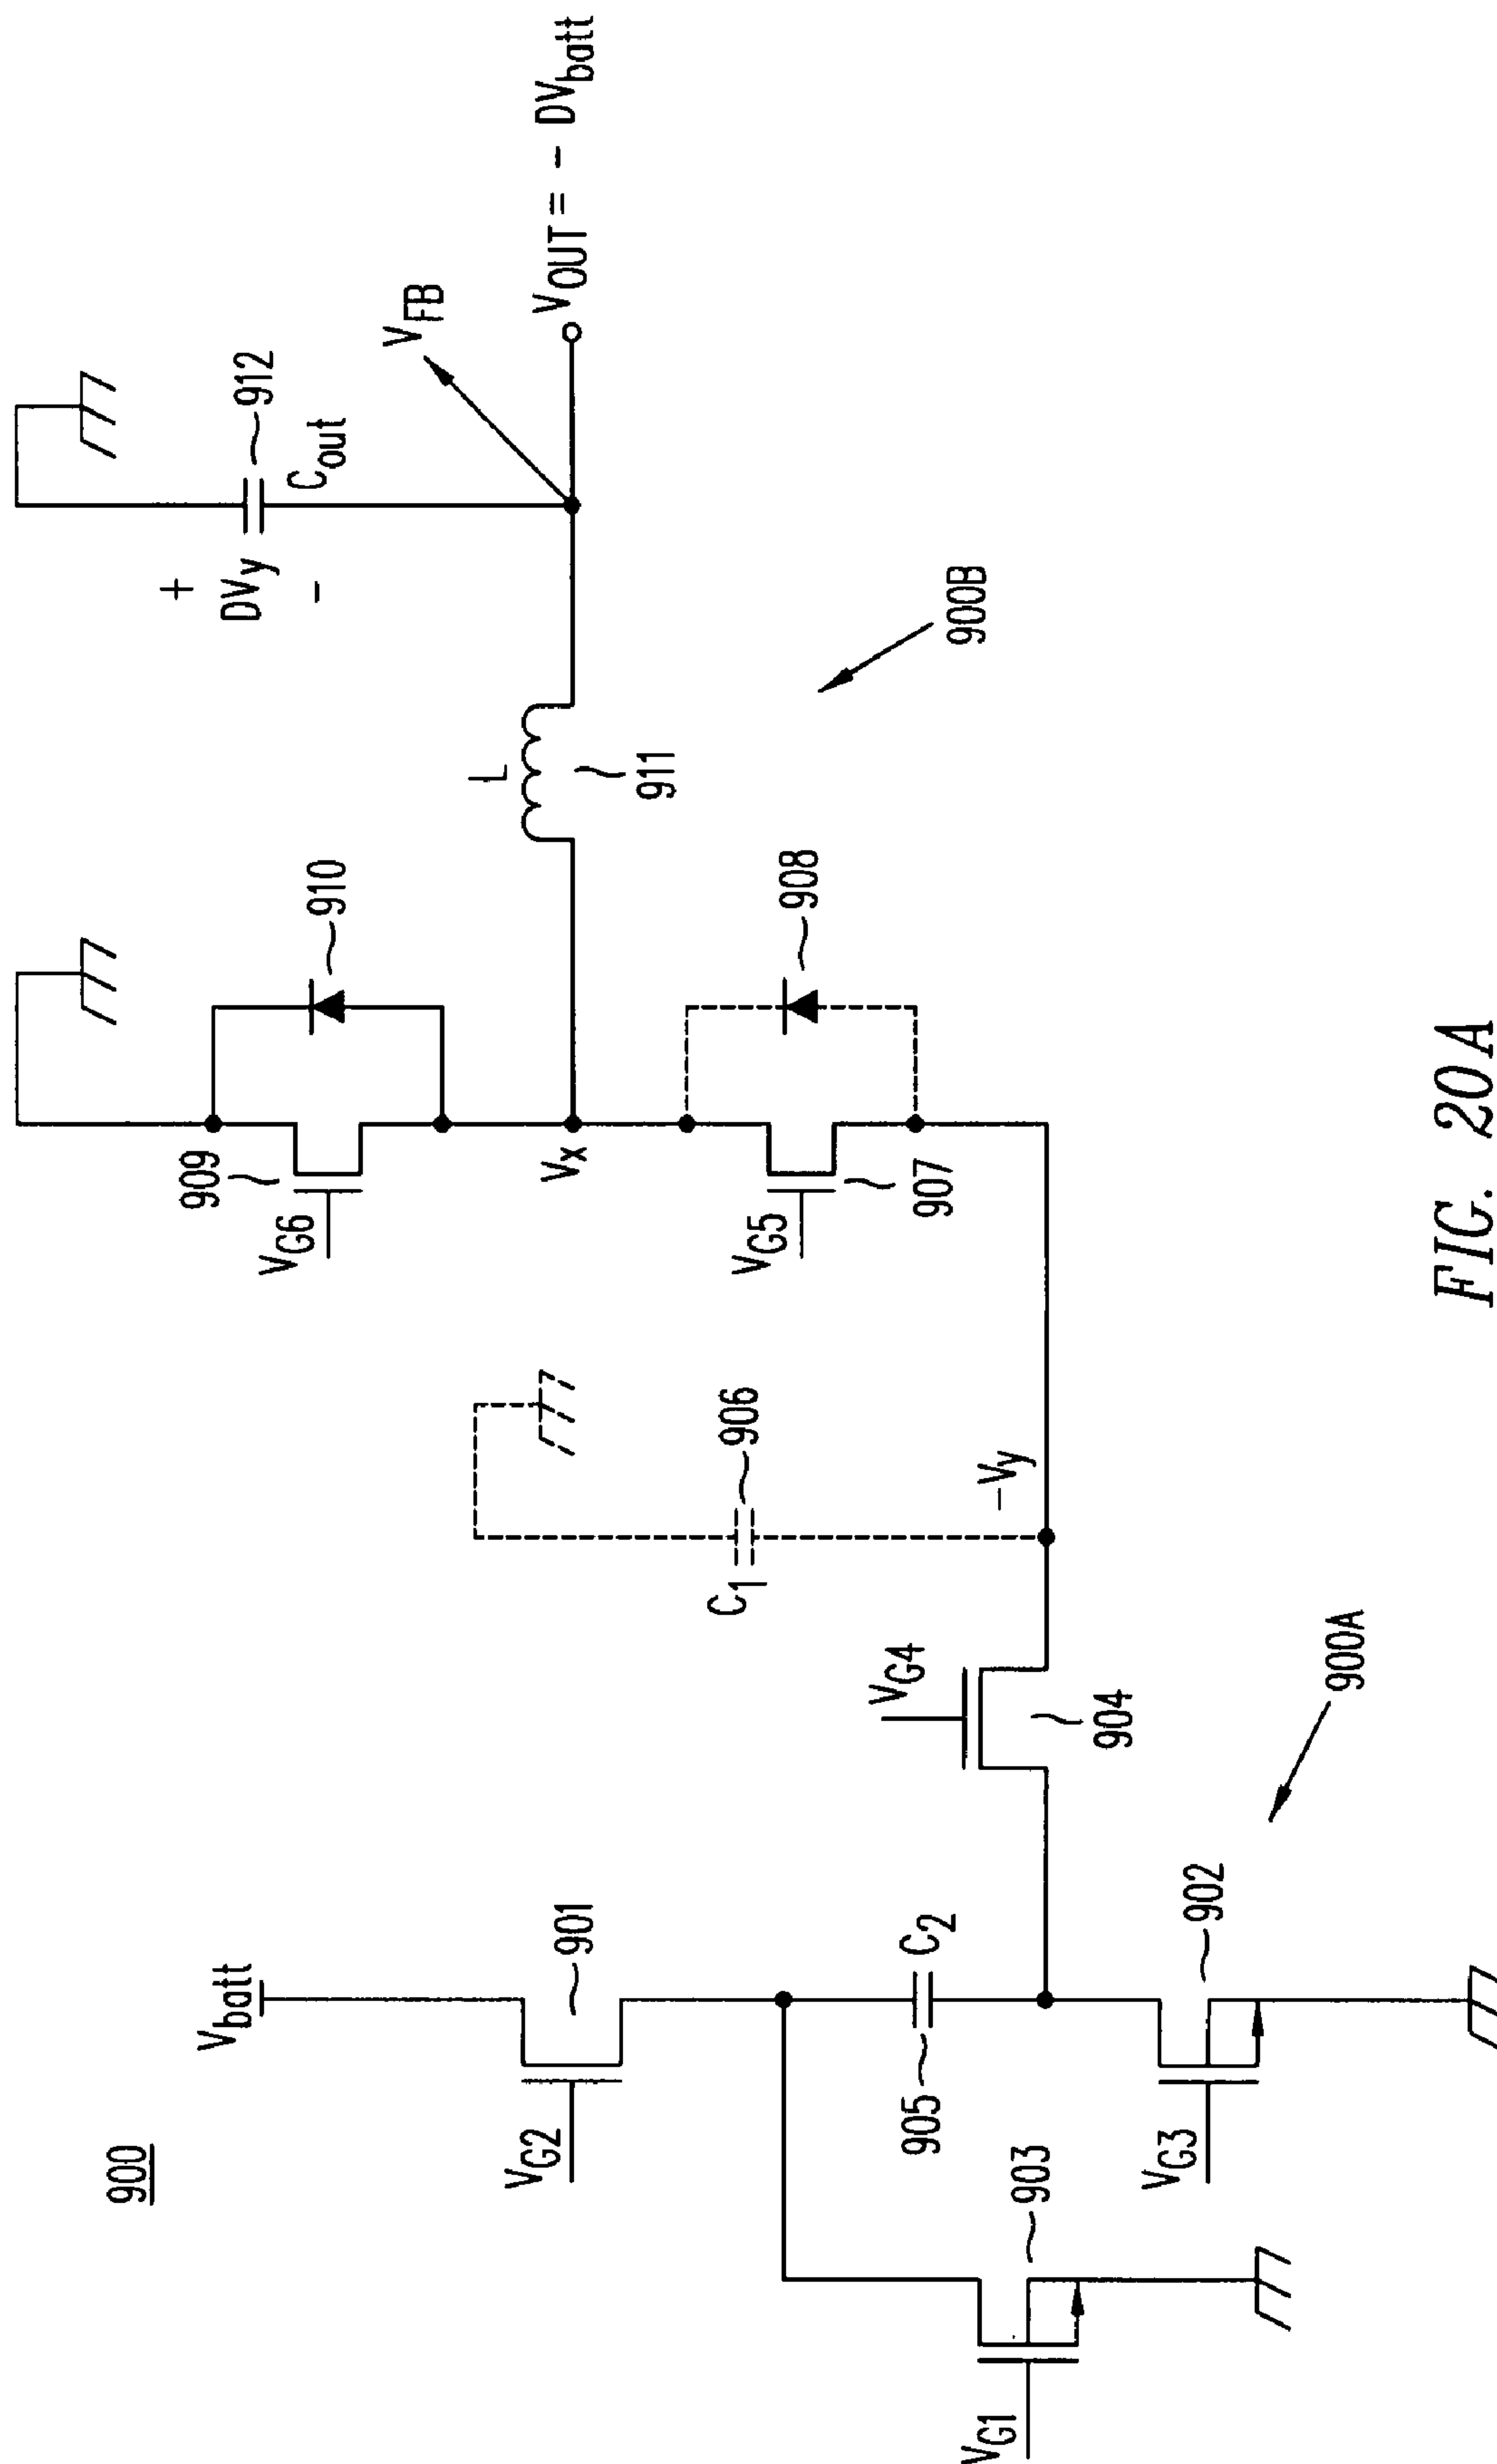 900
V_batt
V_G2
901
V_G1
903
905
C_2
V_G3
902
900A
V_G4
904
C_1
906
-V_y
V_G6
909
910
V_x
V_G5
907
908
L
911
900B
+
DV_y
-
C_out
912
V_FB
V_OUT = - DV_batt
FIG. 20A